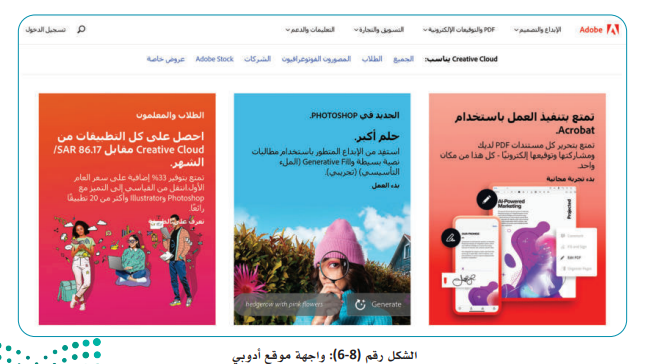 Adobe
الإبداع والتصميم
PDF والتوقيعات الإلكترونية
التسويق والتجارة
التعليمات والدعم
تسجيل الدخول
Creative Cloud يناسب:
الجميع
الطلاب
المصورون الفوتوغرافيون
الشركات
Adobe Stock
عروض خاصة
تمتع بتنفيذ العمل باستخدام
Acrobat.
تمتع بتحرير كل مستندات PDF لديك
ومشاركتها وتوقيعها إلكترونيًا - كل هذا من مكان
واحد.
بدء تجربة مجانية
AI-Powered
Marketing
Projected
Edit PDF
الجديد في PHOTOSHOP.
حلم أكبر.
استفد من الإبداع المتطور باستخدام مطالبات
نصية بسيطة وGenerative Fill (الملء
التأسيسي) (تجريبي).
بدء العمل
hedgerow with pink flowers
Generate
الطلاب والمعلمون
احصل على كل التطبيقات من
Creative Cloud مقابل SAR 86.17/
الشهر.
تمتع بتوفير 33% إضافية على سعر العام
الأول.انتقل من القياسي إلى التميز مع
Photoshop وIllustrator وأكثر من 20 تطبيقًا
رائعًا.
الشكل رقم (8-6): واجهة موقع أدوبي